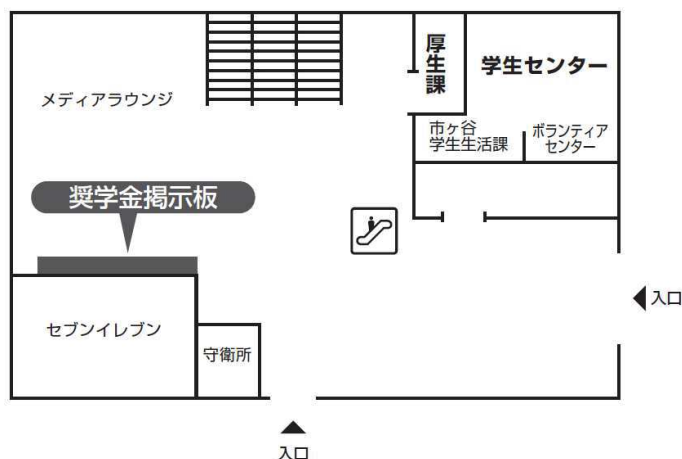 厚生課
学生センター
メディアラウンジ
市ヶ谷
学生生活課
ボランティア
センター
奨学金掲示板
入口
セブンイレブン
守衛所
入口